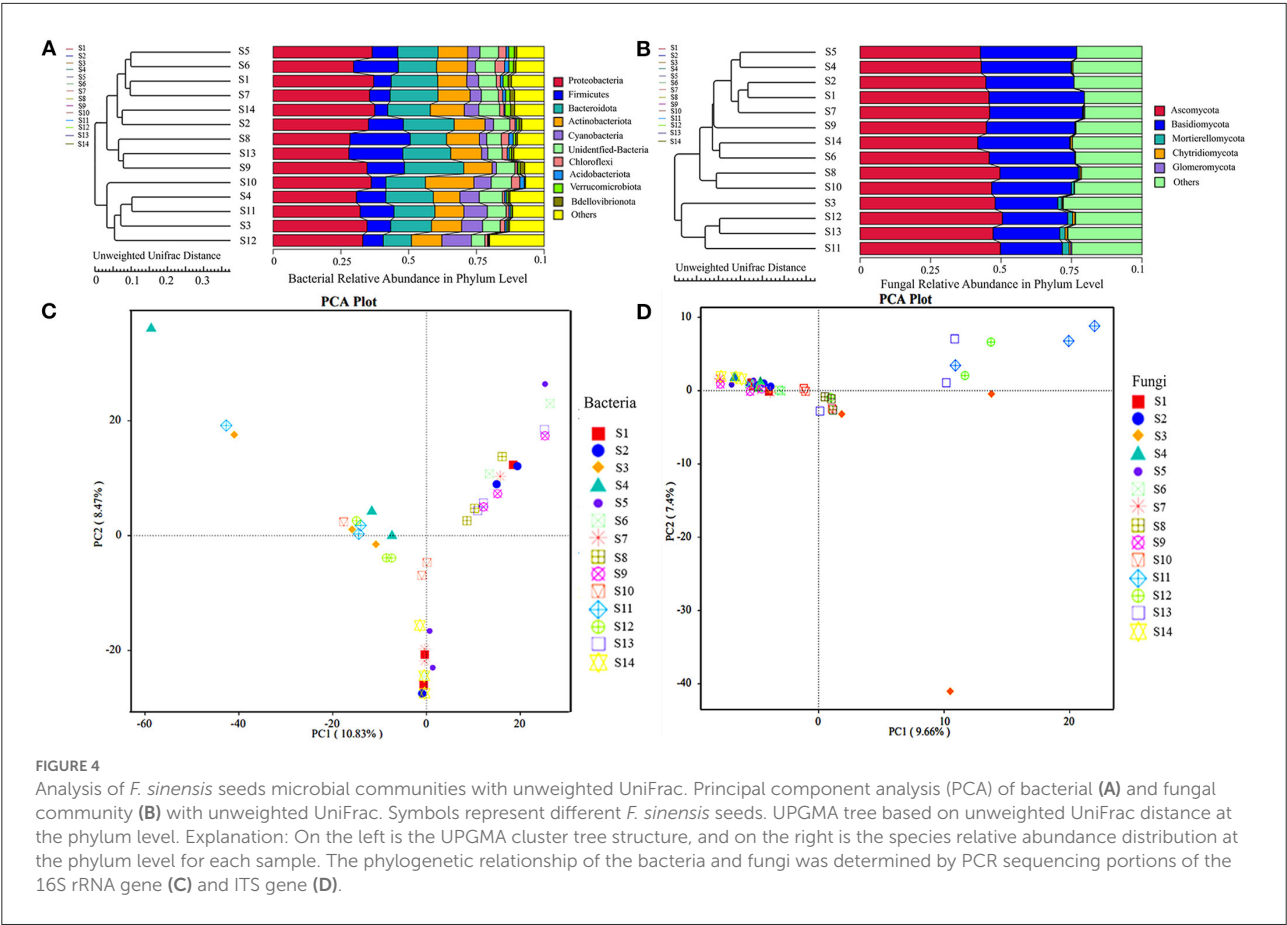 A
S1
S2
S3
S4
S5
S6
S7
S8
S9
S10
S11
S12
S13
S14
S5
S6
S1
S7
S14
S2
S8
S13
S9
S10
S4
S11
S3
S12
Proteobacteria
Firmicutes
Bacteroidota
Actinobacteriota
Cyanobacteria
Unidentfied-Bacteria
Chloroflexi
Acidobacteriota
Verrucomicrobiota
Bdellovibrionota
Others
Unweighted Unifrac Distance
0 0.1 0.2 0.3
0 0.25 0.5 0.75 0.1
Bacterial Relative Abundance in Phylum Level
B
S1
S2
S3
S4
S5
S6
S7
S8
S9
S10
S11
S12
S13
S14
S5
S4
S2
S1
S7
S9
S14
S6
S8
S10
S3
S12
S13
S11
Ascomycota
Basidiomycota
Mortierellomycota
Chytridiomycota
Glomeromycota
Others
Unweighted Unifrac Distance
0 0.25 0.5 0.75 0.1
Fungal Relative Abundance in Phylum Level
C
PCA Plot
PC2 ( 8.47% )
20
0
-20
-60 -40 -20 0 20
PC1 ( 10.83% )
Bacteria
S1
S2
S3
S4
S5
S6
S7
S8
S9
S10
S11
S12
S13
S14
D
PCA Plot
PC2 ( 7.4% )
10
0
-10
-20
-30
-40
0 10 20
PC1 ( 9.66% )
Fungi
S1
S2
S3
S4
S5
S6
S7
S8
S9
S10
S11
S12
S13
S14
FIGURE 4
Analysis of F. sinensis seeds microbial communities with unweighted UniFrac. Principal component analysis (PCA) of bacterial (A) and fungal
community (B) with unweighted UniFrac. Symbols represent different F. sinensis seeds. UPGMA tree based on unweighted UniFrac distance at
the phylum level. Explanation: On the left is the UPGMA cluster tree structure, and on the right is the species relative abundance distribution at
the phylum level for each sample. The phylogenetic relationship of the bacteria and fungi was determined by PCR sequencing portions of the
16S rRNA gene (C) and ITS gene (D).